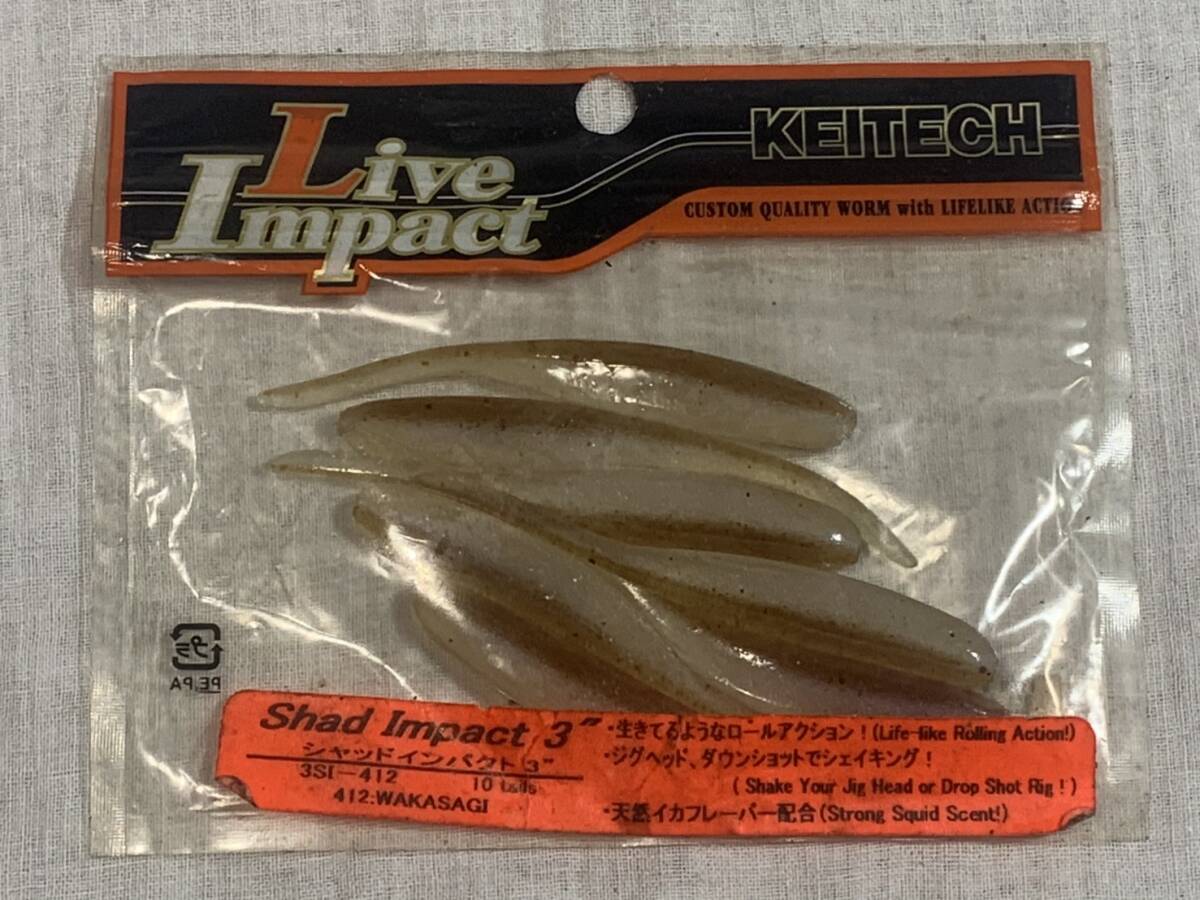 Live
Impact
KEITECH
CUSTOM QUALITY WORM with LIFELIKE ACTION
プラ
PE,PA
Shad Impact 3"
シャッドインパクト3"
3SI-412 10 tails
412:WAKASAGI
・生きてるようなロールアクション！(Life-like Rolling Action!)
・ジグヘッド、ダウンショットでシェイキング！
(Shake Your Jig Head or Drop Shot Rig!)
・天然イカフレーバー配合(Strong Squid Scent!)